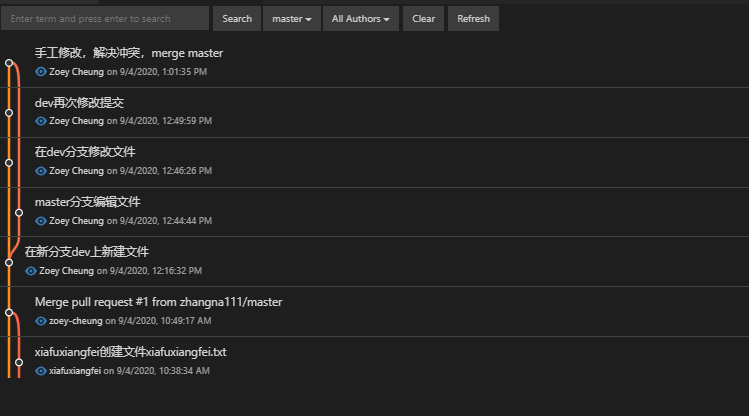 Enter term and press enter to search Search master All Authors Clear Refresh
手工修改，解决冲突，merge master
Zoey Cheung on 9/4/2020, 1:01:35 PM
dev再次修改提交
Zoey Cheung on 9/4/2020, 12:49:59 PM
在dev分支修改文件
Zoey Cheung on 9/4/2020, 12:46:26 PM
master分支编辑文件
Zoey Cheung on 9/4/2020, 12:44:44 PM
在新分支dev上新建文件
Zoey Cheung on 9/4/2020, 12:16:32 PM
Merge pull request #1 from zhangna111/master
zoey-cheung on 9/4/2020, 10:49:17 AM
xiafuxiangfei创建文件xiafuxiangfei.txt
xiafuxiangfei on 9/4/2020, 10:38:34 AM